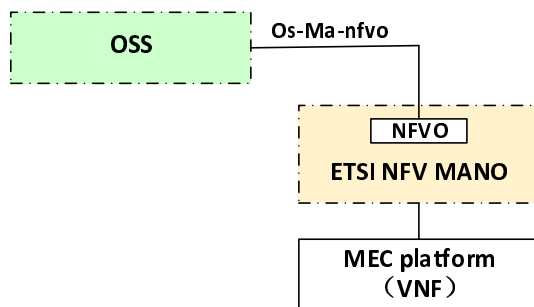 OSS
Os-Ma-nfvo
NFVO
ETSI NFV MANO
MEC platform
（VNF）